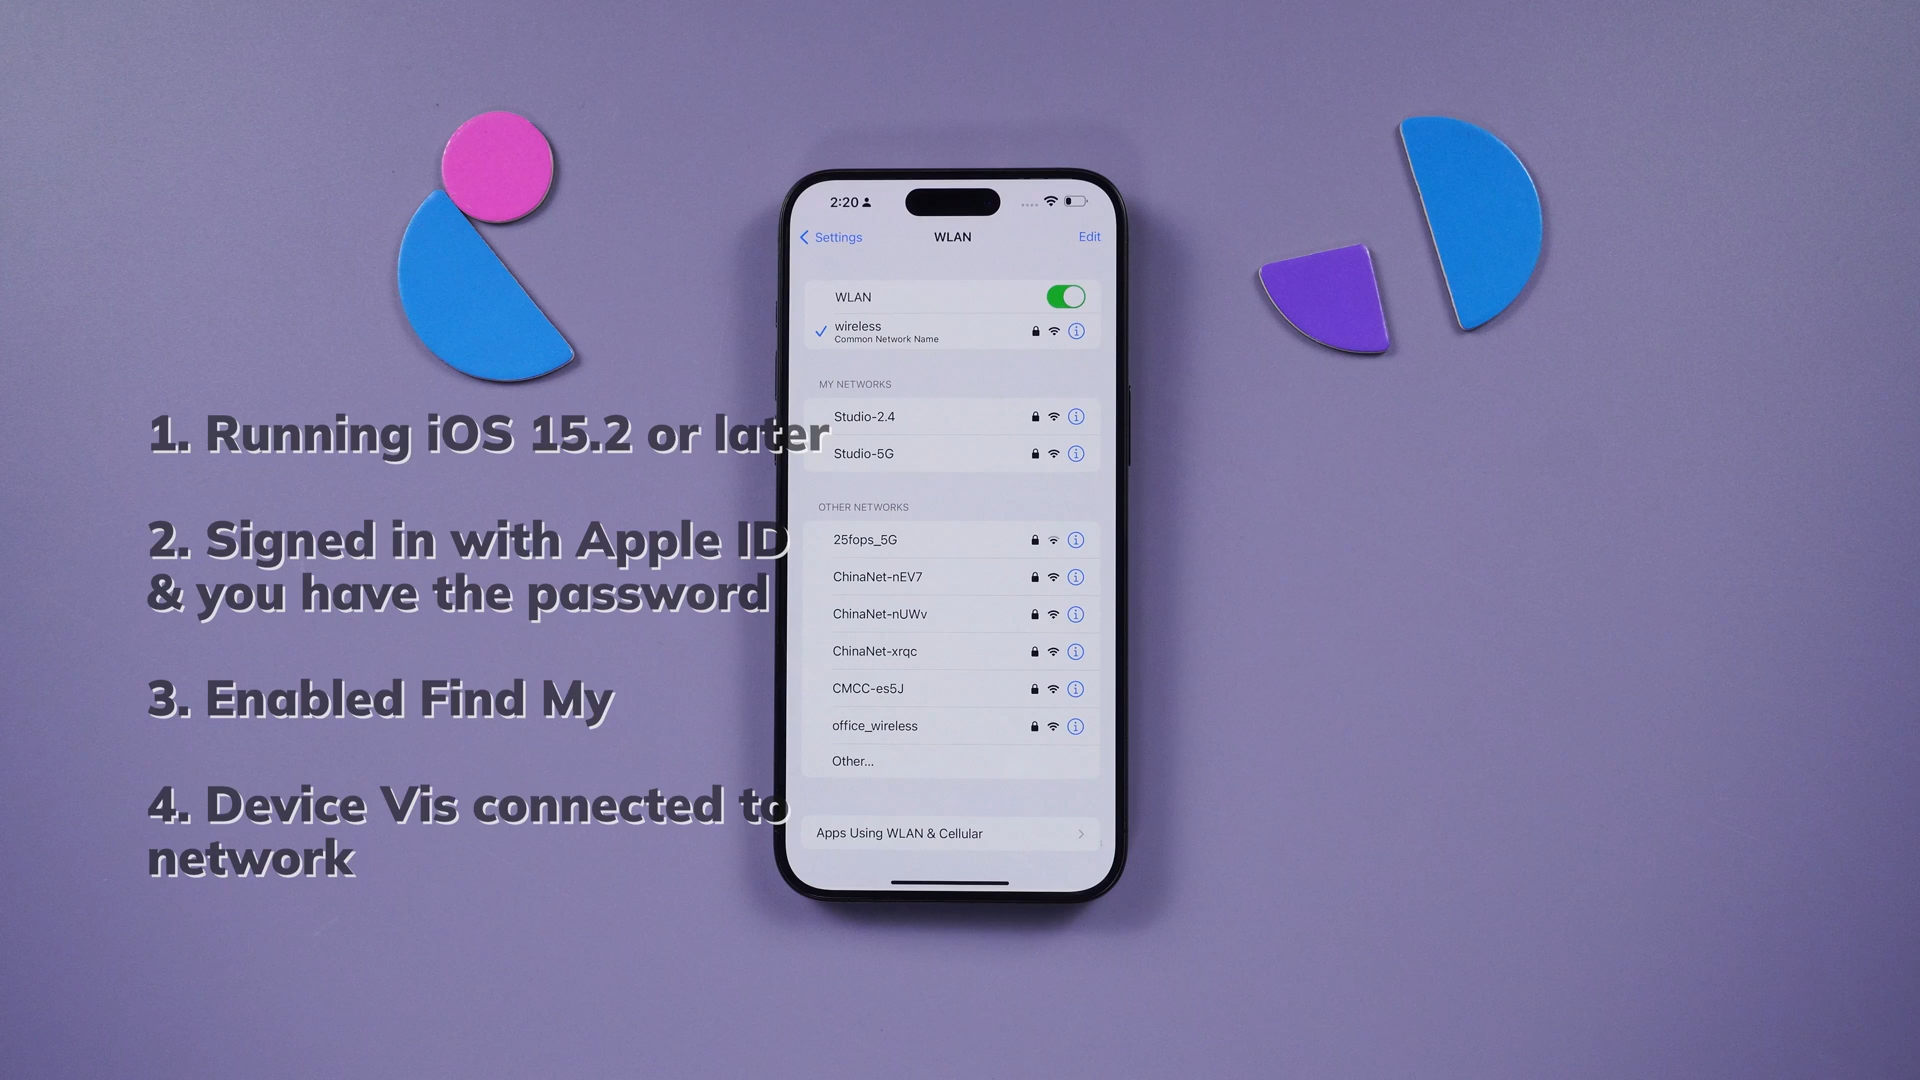 2:20
Settings
WLAN
Edit
WLAN
wireless
Common Network Name
MY NETWORKS
Studio-2.4
Studio-5G
OTHER NETWORKS
25fops_5G
ChinaNet-nEV7
ChinaNet-nUWv
ChinaNet-xrqc
CMCC-es5J
office_wireless
Other...
Apps Using WLAN & Cellular
1. Running iOS 15.2 or later
2. Signed in with Apple ID
& you have the password
3. Enabled Find My
4. Device Vis connected to
network